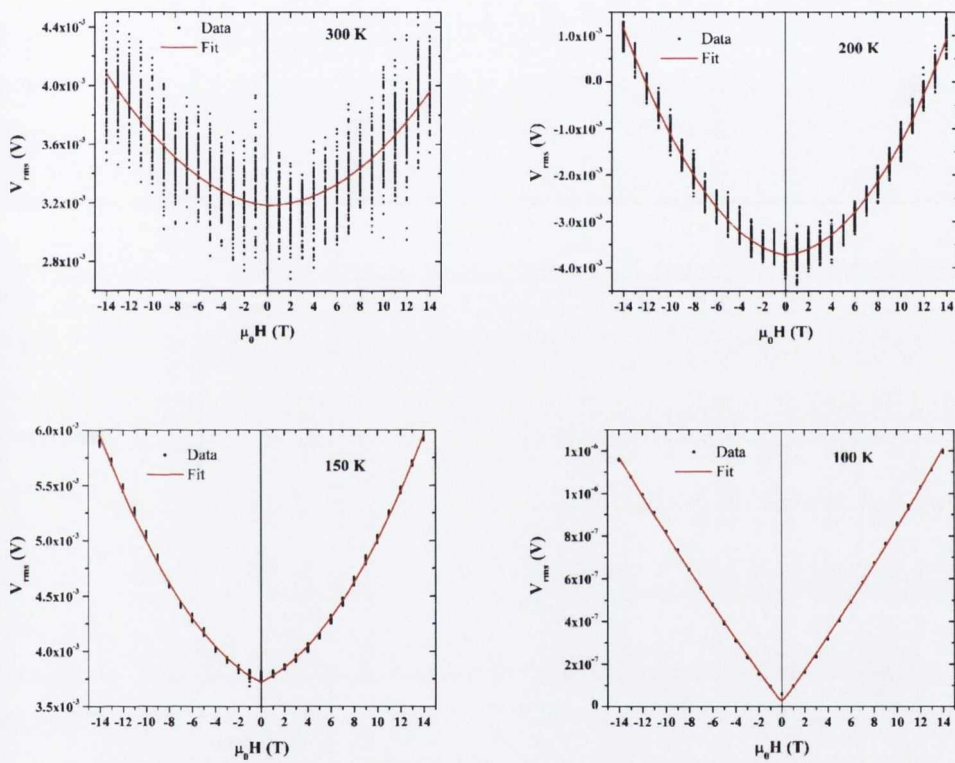 4.4x10⁻³
4.0x10⁻³
3.6x10⁻³
3.2x10⁻³
2.8x10⁻³
V_rms (V)
Data
Fit
300 K
-14 -12 -10 -8 -6 -4 -2 0 2 4 6 8 10 12 14
μ₀H (T)
1.0x10⁻³
0.0
-1.0x10⁻³
-2.0x10⁻³
-3.0x10⁻³
-4.0x10⁻³
V_rms (V)
Data
Fit
200 K
-14 -12 -10 -8 -6 -4 -2 0 2 4 6 8 10 12 14
μ₀H (T)
6.0x10⁻³
5.5x10⁻³
5.0x10⁻³
4.5x10⁻³
4.0x10⁻³
3.5x10⁻³
V_rms (V)
Data
Fit
150 K
-14 -12 -10 -8 -6 -4 -2 0 2 4 6 8 10 12 14
μ₀H (T)
1x10⁻⁶
1x10⁻⁶
8x10⁻⁷
6x10⁻⁷
4x10⁻⁷
2x10⁻⁷
0
V_rms (V)
Data
Fit
100 K
-14 -12 -10 -8 -6 -4 -2 0 2 4 6 8 10 12 14
μ₀H (T)